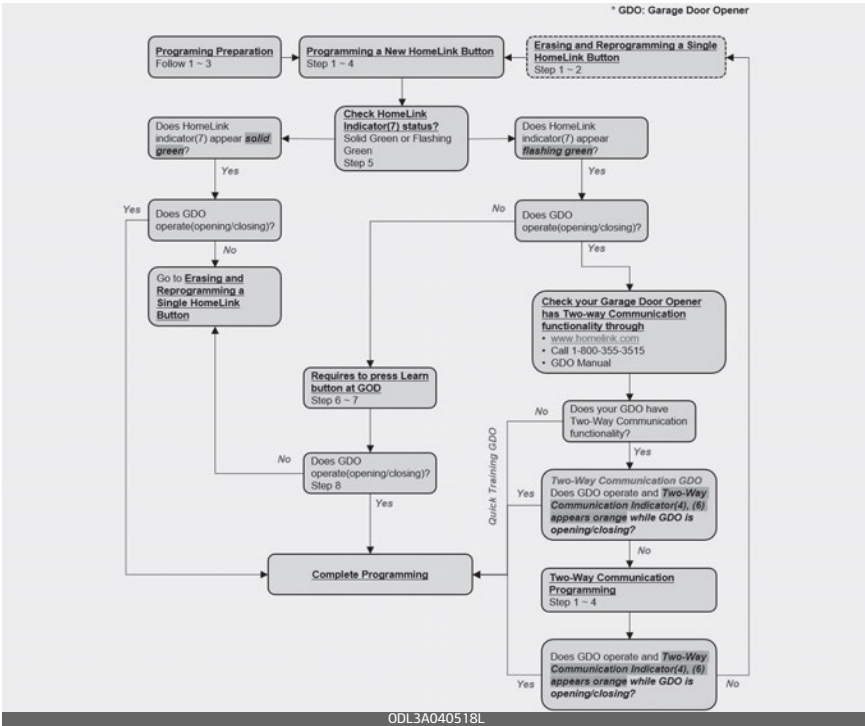 * GDO: Garage Door Opener
Programing Preparation
Follow 1 ~ 3
Programming a New HomeLink Button
Step 1 ~ 4
Erasing and Reprogramming a Single
HomeLink Button
Step 1 ~ 2
Check HomeLink
Indicator(7) status?
Solid Green or Flashing
Green
Step 5
Does HomeLink
indicator(7) appear solid
green?
Does HomeLink
indicator(7) appear
flashing green?
Yes
Yes
Yes
Does GDO
operate(opening/closing)?
No
No
Does GDO
operate(opening/closing)?
Yes
Go to Erasing and
Reprogramming a
Single HomeLink
Button
Check your Garage Door Opener
has Two-way Communication
functionality through
• www.homelink.com
• Call 1-800-355-3515
• GDO Manual
Requires to press Learn
button at GOD
Step 6 ~ 7
No
Does your GDO have
Two-Way Communication
functionality?
Yes
Quick Training GDO
No
Does GDO
operate(opening/closing)?
Step 8
Yes
Yes
Two-Way Communication GDO
Does GDO operate and Two-Way
Communication Indicator(4), (6)
appears orange while GDO is
opening/closing?
No
Complete Programming
Two-Way Communication
Programming
Step 1 ~ 4
Yes
Does GDO operate and Two-Way
Communication Indicator(4), (6)
appears orange while GDO is
opening/closing?
No
ODL3A040518L